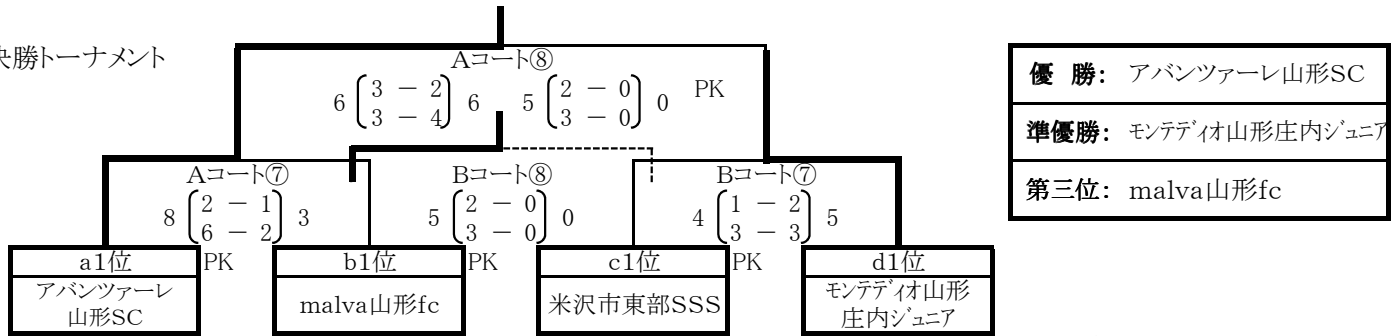 決勝トーナメント
Aコート⑧
6 3 － 2 6 5 2 － 0 0 PK
3 － 4 3 － 0
Aコート⑦ Bコート⑧ Bコート⑦
8 2 － 1 3 5 2 － 0 0 4 1 － 2 5
6 － 2 3 － 0 3 － 3
a1位 PK b1位 PK c1位 PK d1位
アバンツァーレ
山形SC
malva山形fc
米沢市東部SSS
モンテディオ山形
庄内ジュニア
優 勝： アバンツァーレ山形SC
準優勝： モンテディオ山形庄内ジュニア
第三位： malva山形fc